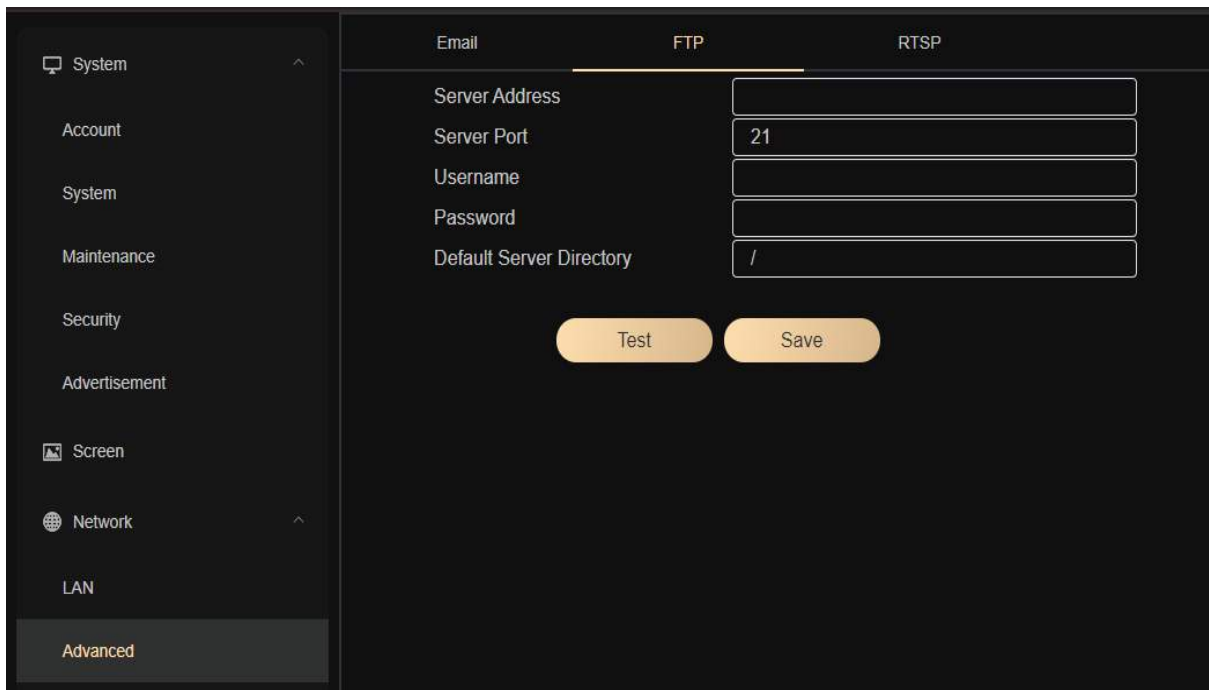 System
Account
System
Maintenance
Security
Advertisement
Screen
Network
LAN
Advanced
Email FTP RTSP
Server Address
Server Port 21
Username
Password
Default Server Directory /
Test Save